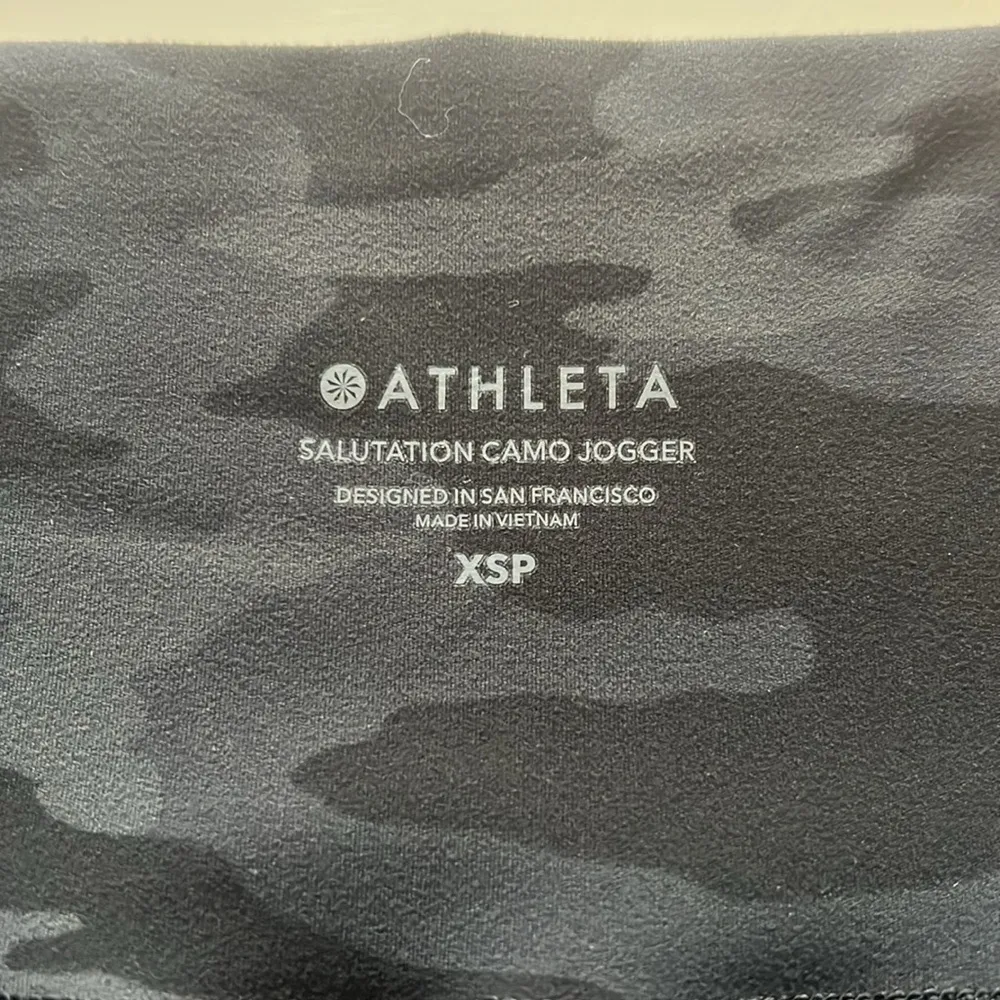 ATHLETA
SALUTATION CAMO JOGGER
DESIGNED IN SAN FRANCISCO
MADE IN VIETNAM
XSP